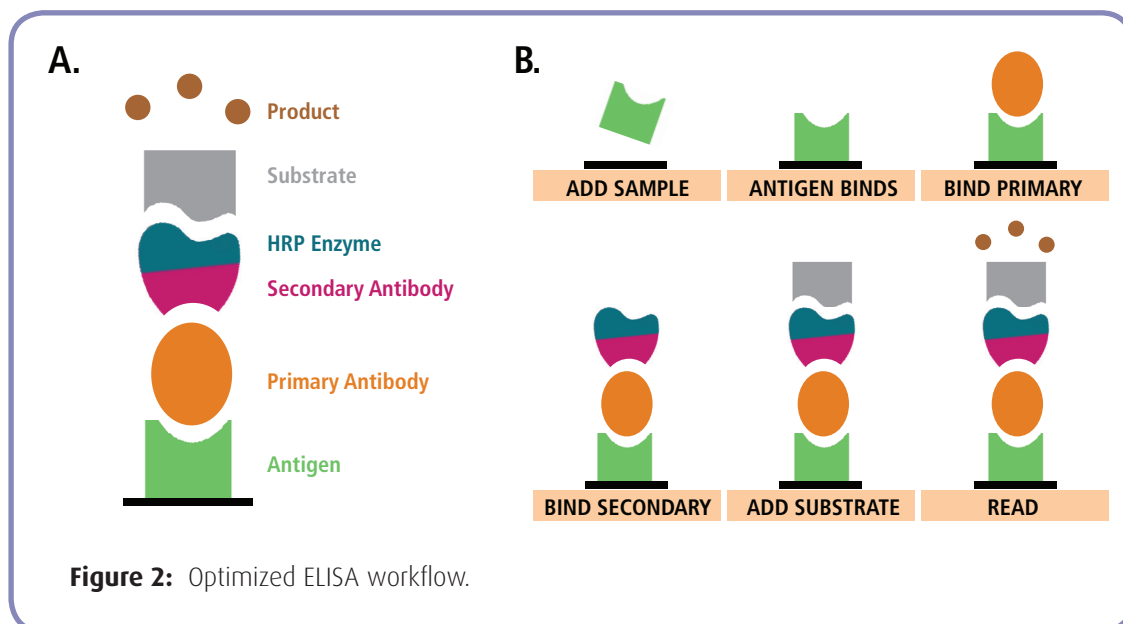 A.
Product
Substrate
HRP Enzyme
Secondary Antibody
Primary Antibody
Antigen
B.
ADD SAMPLE
ANTIGEN BINDS
BIND PRIMARY
BIND SECONDARY
ADD SUBSTRATE
READ
Figure 2: Optimized ELISA workflow.